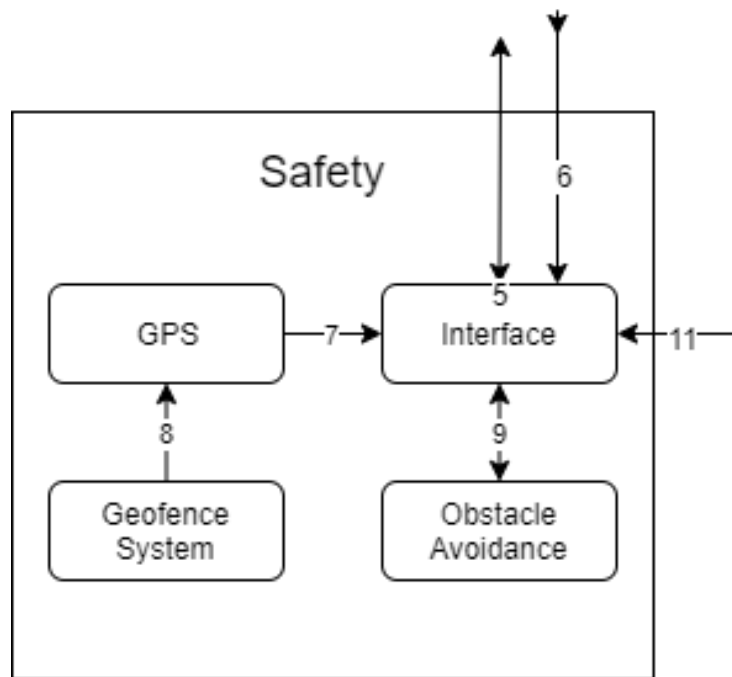 6
Safety
5
GPS
7
Interface
11
8
9
Geofence
System
Obstacle
Avoidance